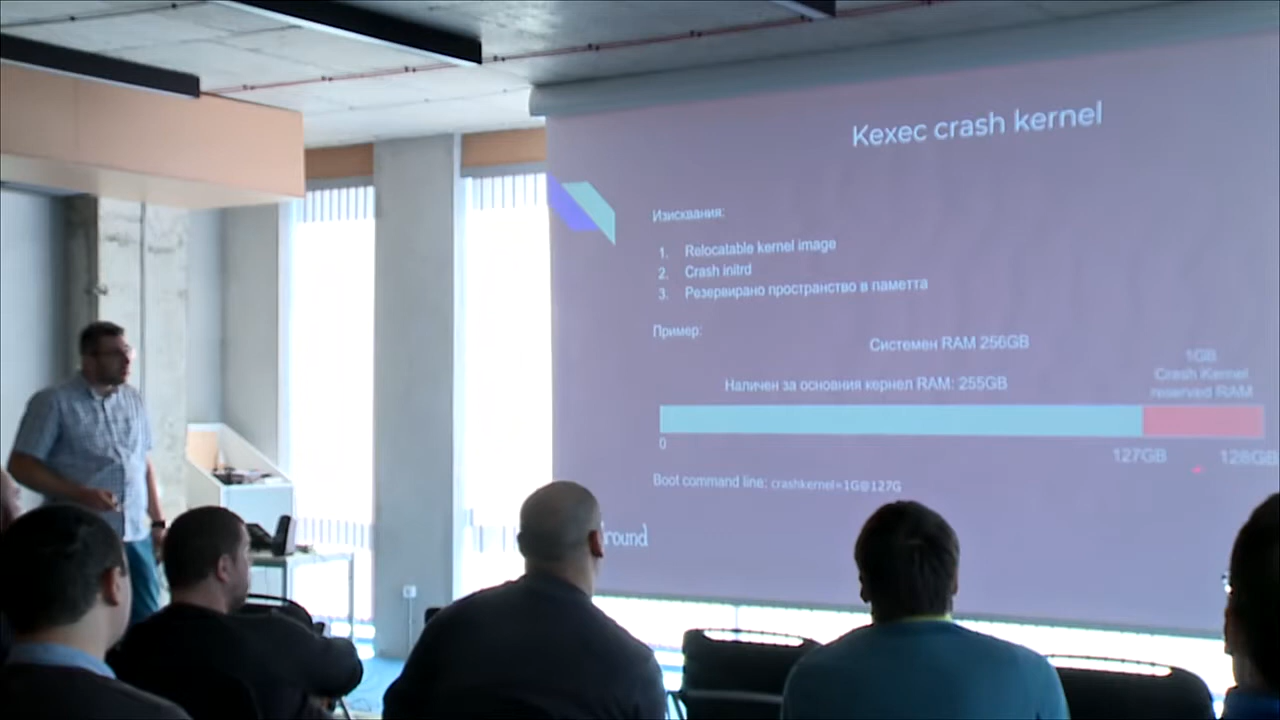 Kexec crash kernel
Изисквания:
1. Relocatable kernel image
2. Crash initrd
3. Резервирано пространство в паметта
Пример:
Системен RAM 256GB
1GB
Crash Kernel
reserved RAM
Наличен за основния кернел RAM: 255GB
0
127GB
128GB
Boot command line: crashkernel=1G@127G
round